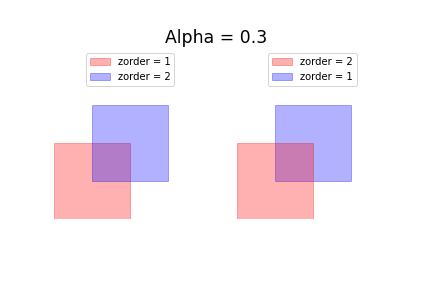 Alpha = 0.3
zorder = 1
zorder = 2
zorder = 2
zorder = 1